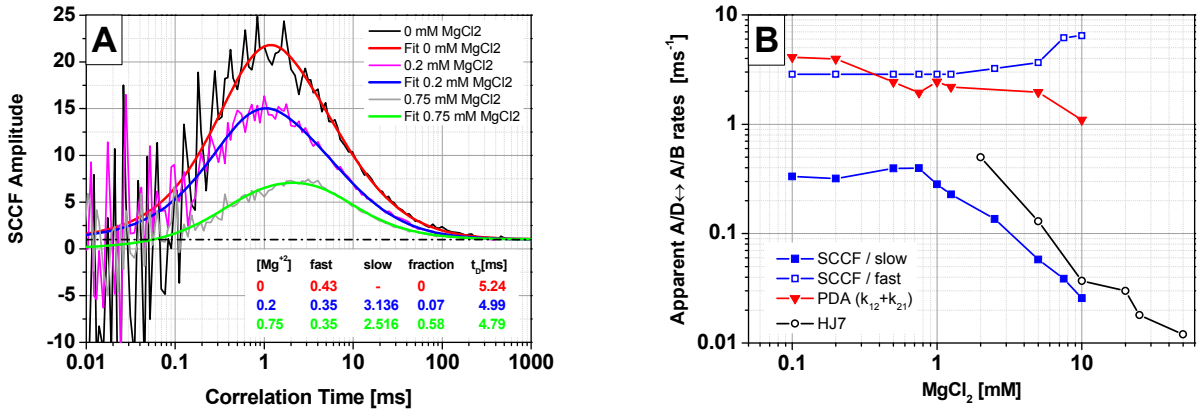 A
SCCF Amplitude
25
20
15
10
5
0
5
-10
0 mM MgCl2
Fit 0 mM MgCl2
0.2 mM MgCl2
Fit 0.2 mM MgCl2
0.75 mM MgCl2
Fit 0.75 mM MgCl2
[Mg⁺²] fast slow fraction t_D[ms]
0 0.43 - 0 5.24
0.2 0.35 3.136 0.07 4.99
0.75 0.35 2.516 0.58 4.79
0.01 0.1 1 10 100 1000
Correlation Time [ms]
B
Apparent A/D↔ A/B rates [ms⁻¹]
10
1
0.1
0.01
SCCF / slow
SCCF / fast
PDA (k₁₂+k₂₁)
HJ7
0.1 1 10
MgCl₂ [mM]